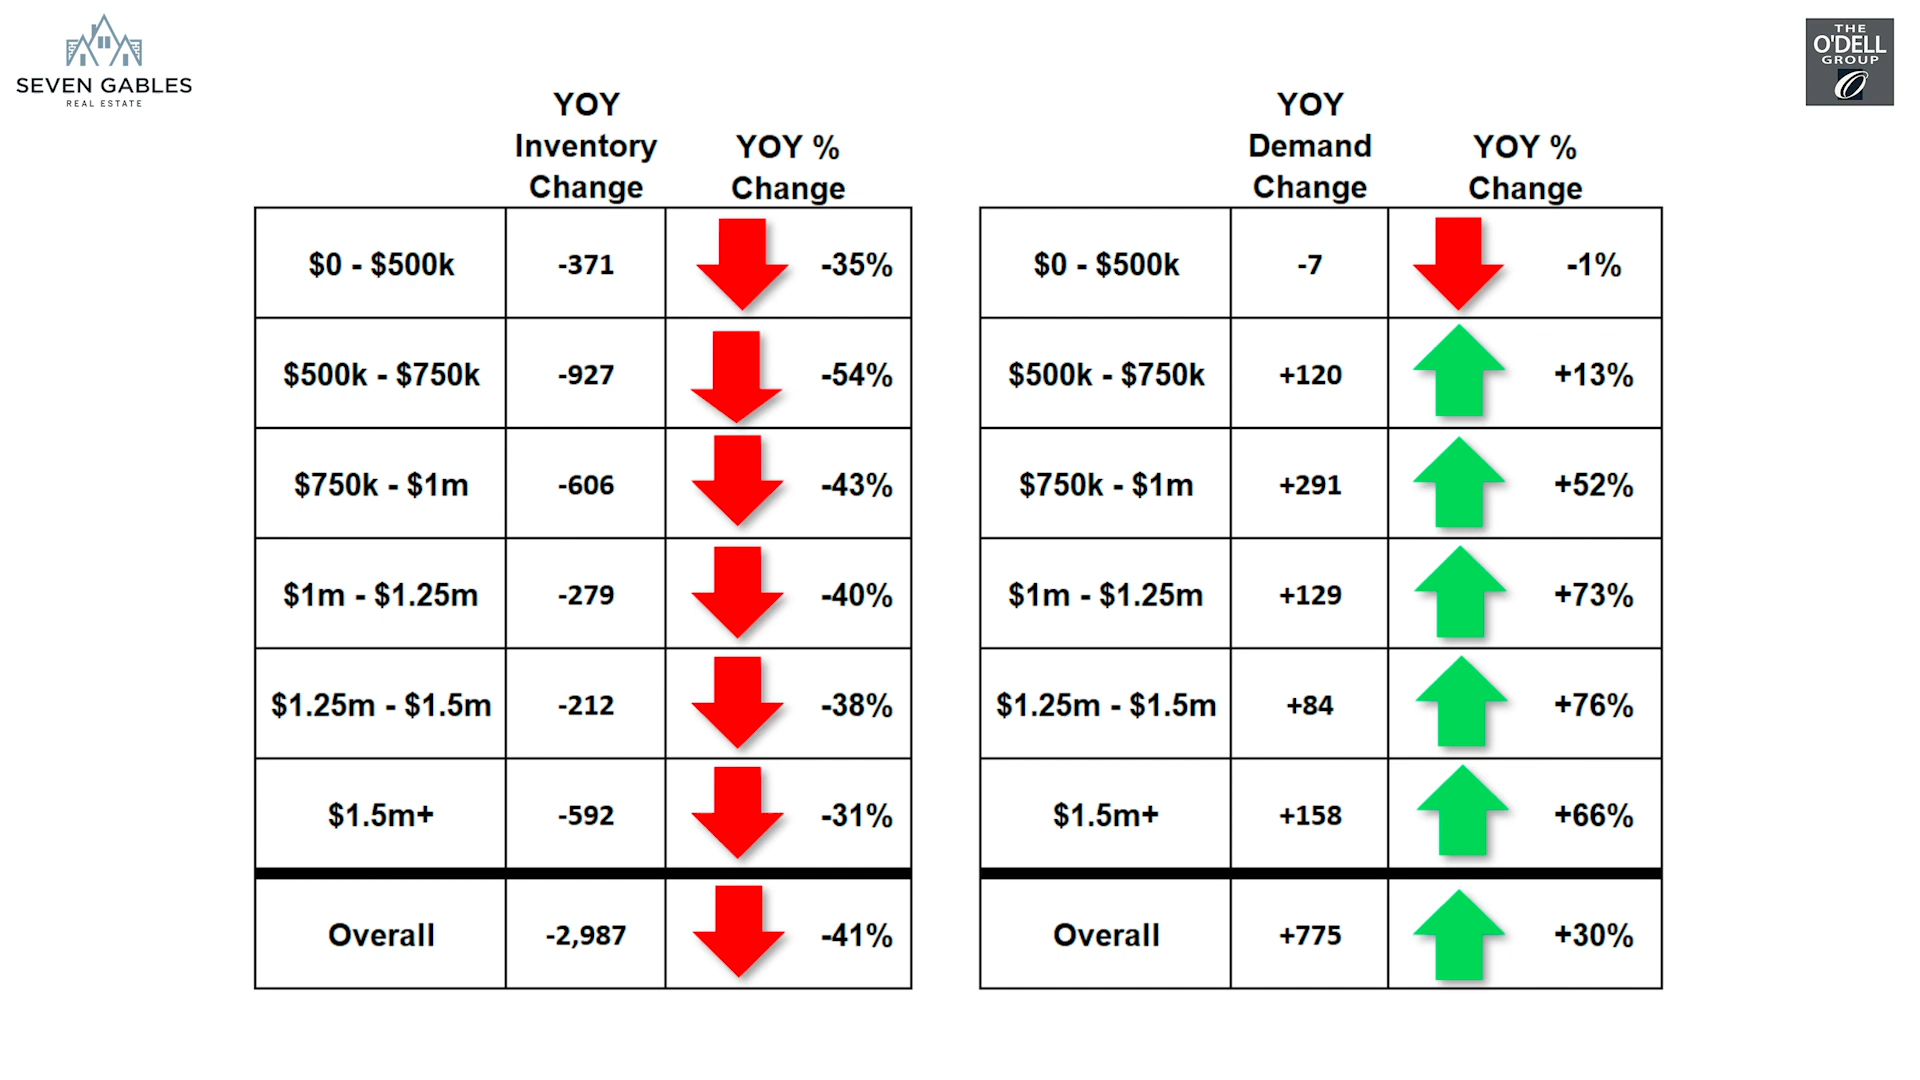 SEVEN GABLES
REAL ESTATE
THE
O'DELL
GROUP
YOY
Inventory
Change
YOY %
Change
$0 - $500k -371 -35%
$500k - $750k -927 -54%
$750k - $1m -606 -43%
$1m - $1.25m -279 -40%
$1.25m - $1.5m -212 -38%
$1.5m+ -592 -31%
Overall -2,987 -41%
YOY
Demand
Change
YOY %
Change
$0 - $500k -7 -1%
$500k - $750k +120 +13%
$750k - $1m +291 +52%
$1m - $1.25m +129 +73%
$1.25m - $1.5m +84 +76%
$1.5m+ +158 +66%
Overall +775 +30%